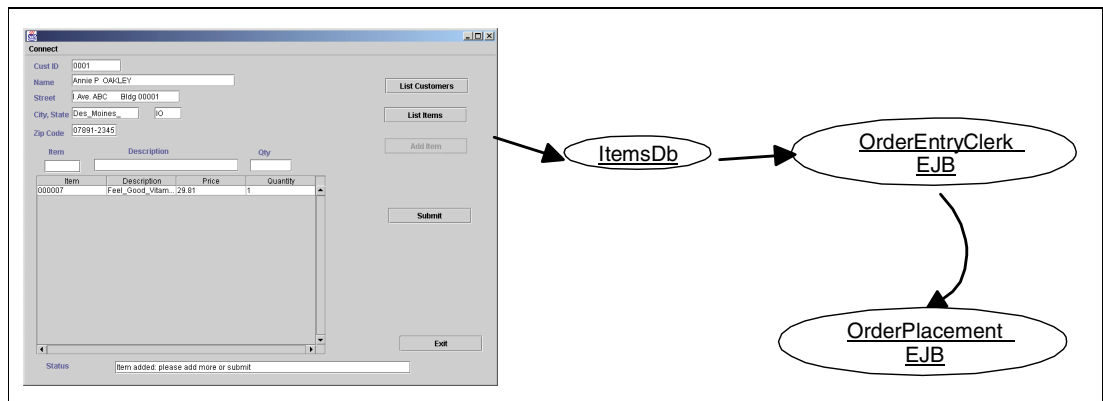 Connect
Cust ID 0001
Name Annie P OAKLEY
Street Ave. ABC Bldg 00001
City, State Des_Moines_ IO
Zip Code 07891-2345
Item Description Qty
Item Description Price Quantity
000007 Feel_Good_Vitam... 29.81 1
Status Item added: please add more or submit
List Customers
List Items
Add Item
Submit
Exit
ItemsDb
OrderEntryClerk
EJB
OrderPlacement
EJB